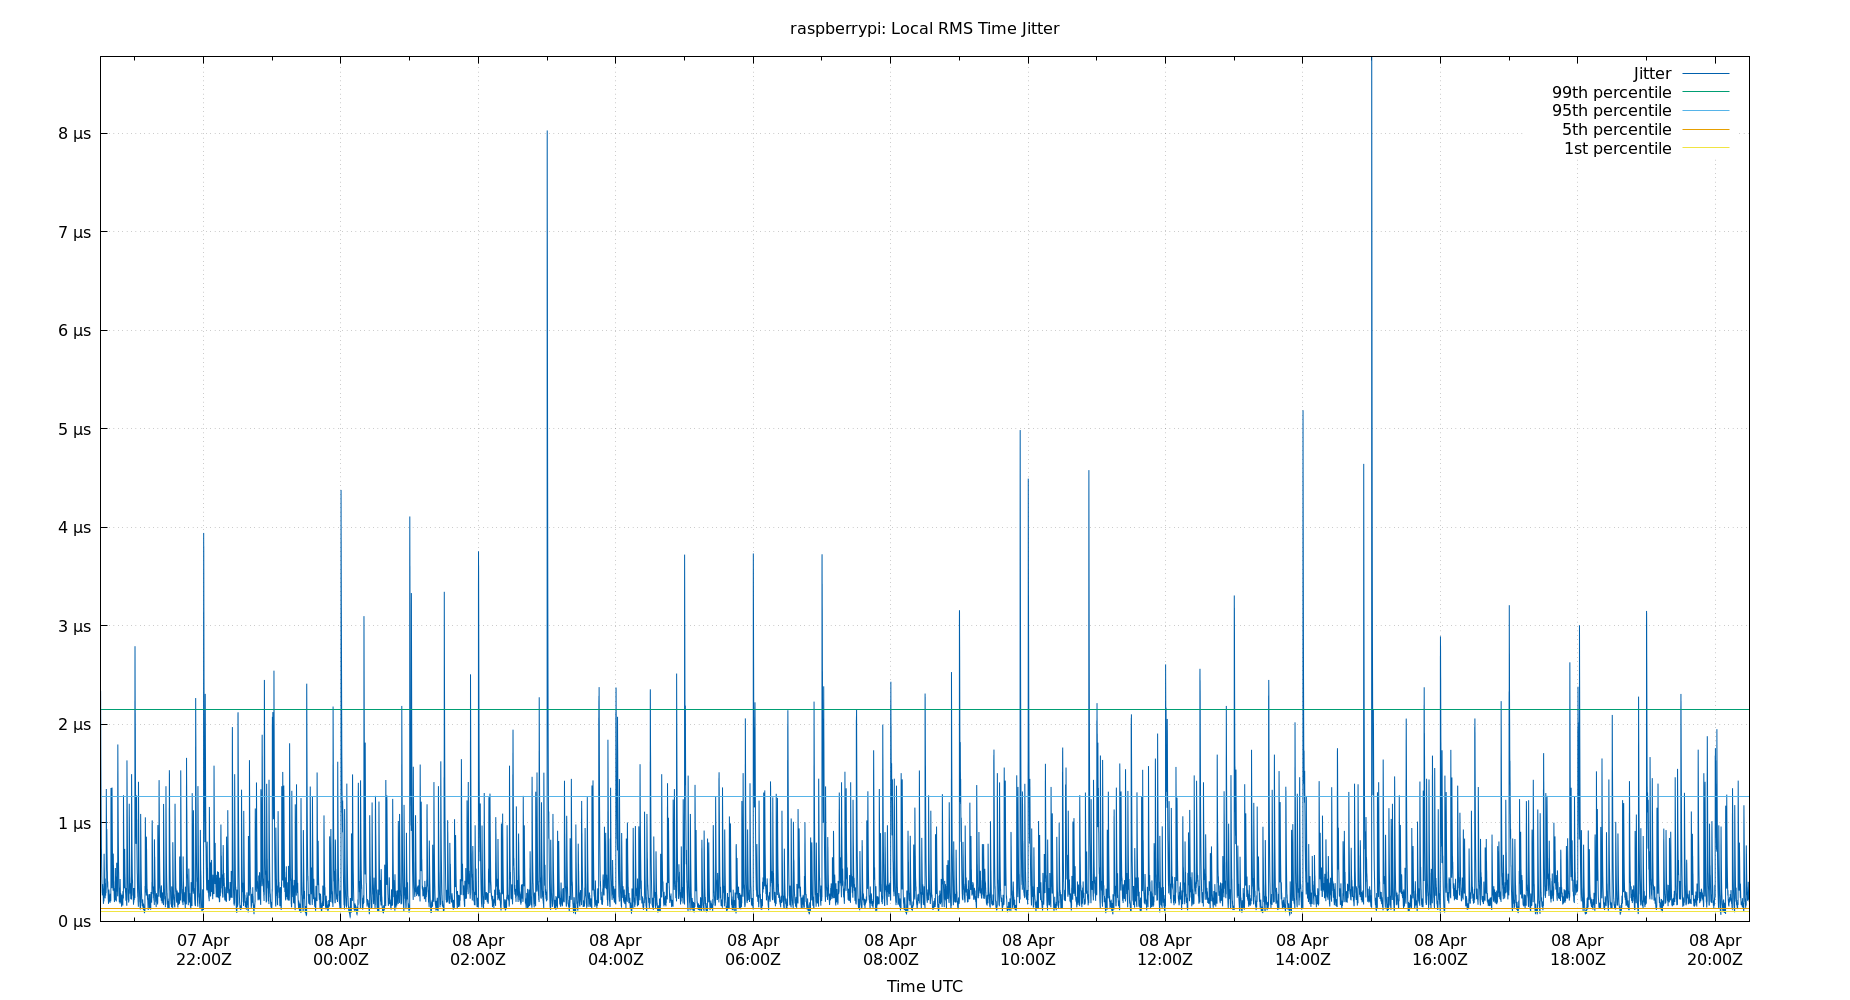 raspberrypi: Local RMS Time Jitter
Jitter
99th percentile
95th percentile
5th percentile
1st percentile
8 µs
7 µs
6 µs
5 µs
4 µs
3 µs
2 µs
1 µs
0 µs
07 Apr 08 Apr 08 Apr 08 Apr 08 Apr 08 Apr 08 Apr 08 Apr 08 Apr 08 Apr 08 Apr 08 Apr
22:00Z 00:00Z 02:00Z 04:00Z 06:00Z 08:00Z 10:00Z 12:00Z 14:00Z 16:00Z 18:00Z 20:00Z
Time UTC